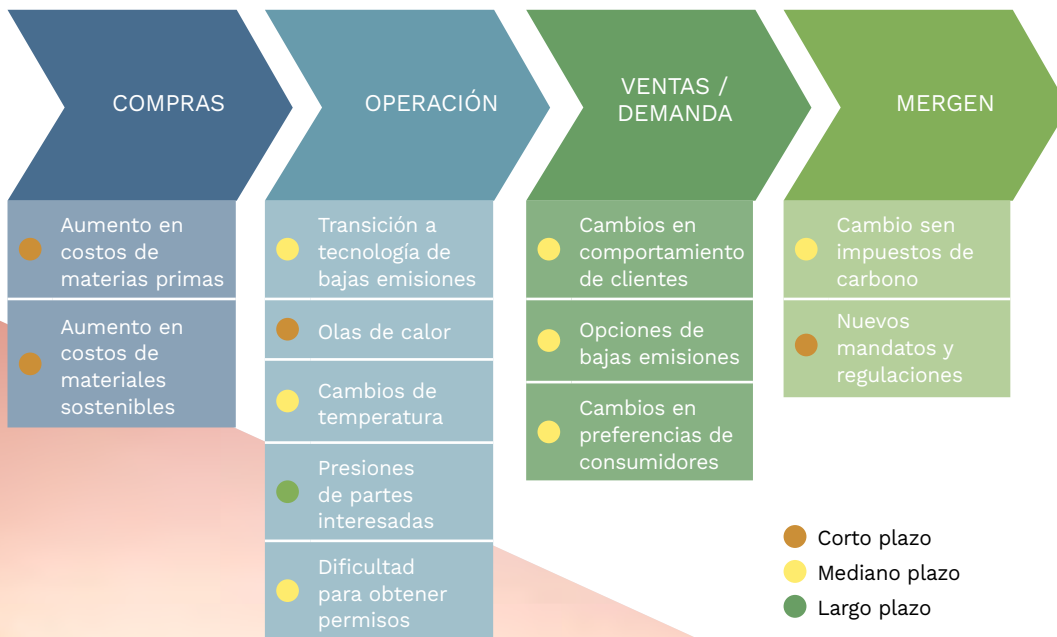 COMPRAS
Aumento en
costos de
materias primas
Aumento en
costos de
materiales
sostenibles
OPERACIÓN
Transición a
tecnología de
bajas emisiones
Olas de calor
Cambios de
temperatura
Presiones
de partes
interesadas
Dificultad
para obtener
permisos
VENTAS /
DEMANDA
Cambios en
comportamiento
de clientes
Opciones de
bajas emisiones
Cambios en
preferencias de
consumidores
MERGEN
Cambio sen
impuestos de
carbono
Nuevos
mandatos y
regulaciones
Corto plazo
Mediano plazo
Largo plazo